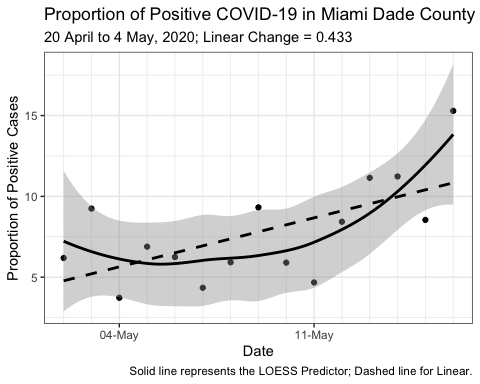 Proportion of Positive COVID-19 in Miami Dade County
20 April to 4 May, 2020; Linear Change = 0.433
Proportion of Positive Cases
15
10
5
04-May
11-May
Date
Solid line represents the LOESS Predictor; Dashed line for Linear.